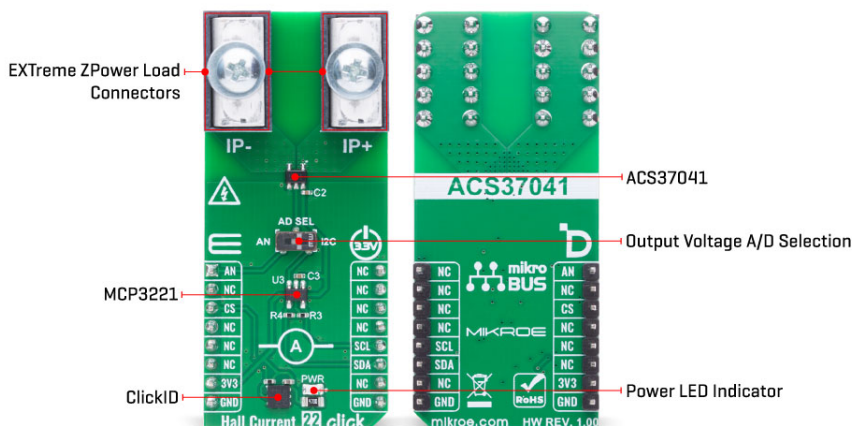 EXTreme ZPower Load
Connectors
IP-
IP+
C2
AD SEL
AN
I2C
3.3V
U3
C3
MCP3221
R4
R3
A
ClickID
PWR
AN
NC
CS
NC
NC
NC
3V3
GND
NC
NC
NC
NC
SCL
SDA
NC
GND
Hall Current 22 click
ACS37041
ACS37041
Output Voltage A/D Selection
NC
NC
NC
NC
SCL
SDA
NC
GND
mikro
BUS
MIKROE
RoHS
AN
NC
CS
NC
NC
NC
3V3
GND
Power LED Indicator
mikroe.com
HW REV. 1.00